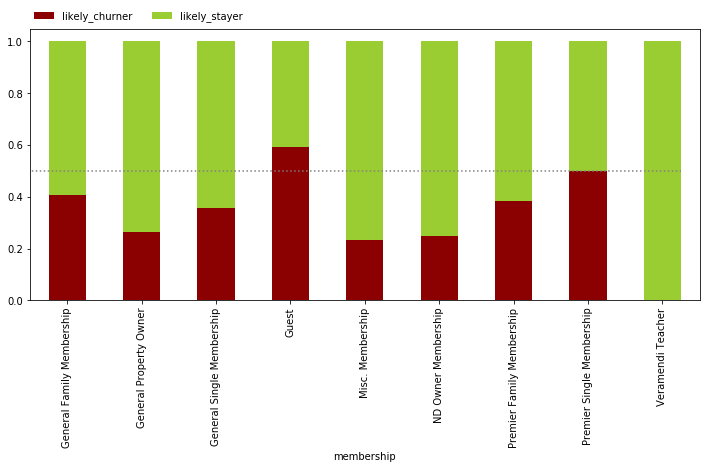 likely_churner likely_stayer
1.0
0.8
0.6
0.4
0.2
0.0
General Family Membership
General Property Owner
General Single Membership
Guest
Misc. Membership
ND Owner Membership
Premier Family Membership
Premier Single Membership
Veramendi Teacher
membership